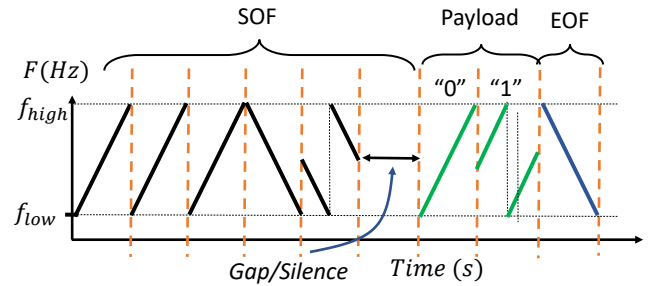 SOF
Payload
EOF
F(Hz)
“0”
“1”
f_high
f_low
Gap/Silence
Time (s)